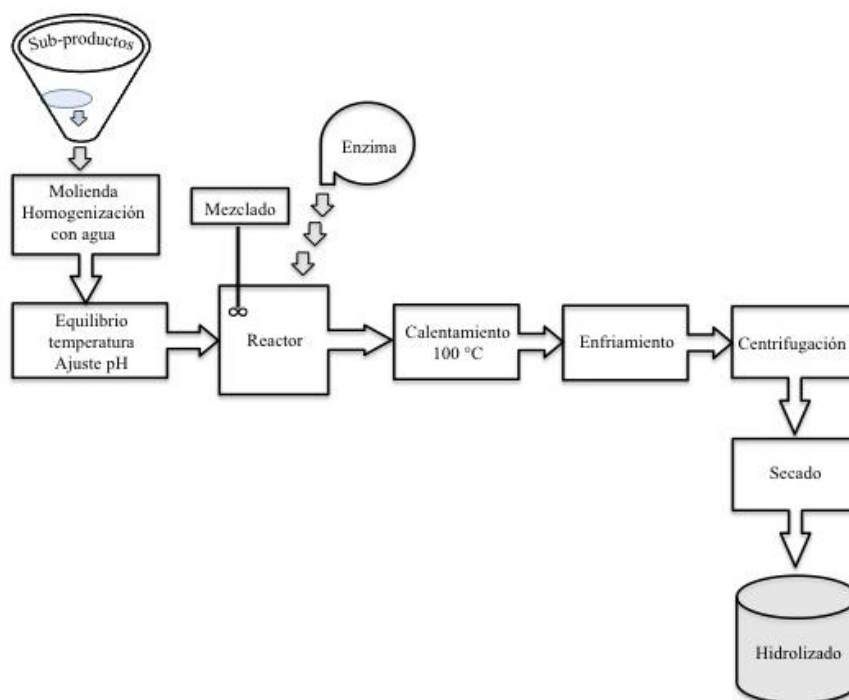 Sub-productos
Enzima
Molienda
Homogenización
con agua
Mezclado
Equilibrio
temperatura
Ajuste pH
∞
Reactor
Calentamiento
100 °C
Enfriamiento
Centrifugación
Secado
Hidrolizado